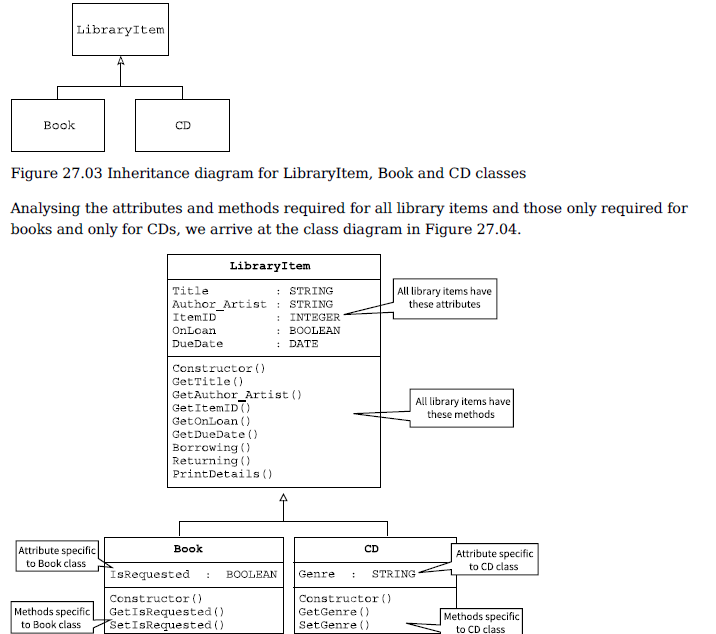 LibraryItem
Book
CD
Figure 27.03 Inheritance diagram for LibraryItem, Book and CD classes
Analysing the attributes and methods required for all library items and those only required for
books and only for CDs, we arrive at the class diagram in Figure 27.04.
LibraryItem
Title : STRING
Author_Artist : STRING
ItemID : INTEGER
OnLoan : BOOLEAN
DueDate : DATE
All library items have
these attributes
Constructor()
GetTitle()
GetAuthor_Artist()
GetItemID()
GetOnLoan()
GetDueDate()
Borrowing()
Returning()
PrintDetails()
All library items have
these methods
Attribute specific
to Book class
Book
IsRequested : BOOLEAN
Constructor()
GetIsRequested()
SetIsRequested()
Methods specific
to Book class
CD
Genre : STRING
Constructor()
GetGenre()
SetGenre()
Attribute specific
to CD class
Methods specific
to CD class